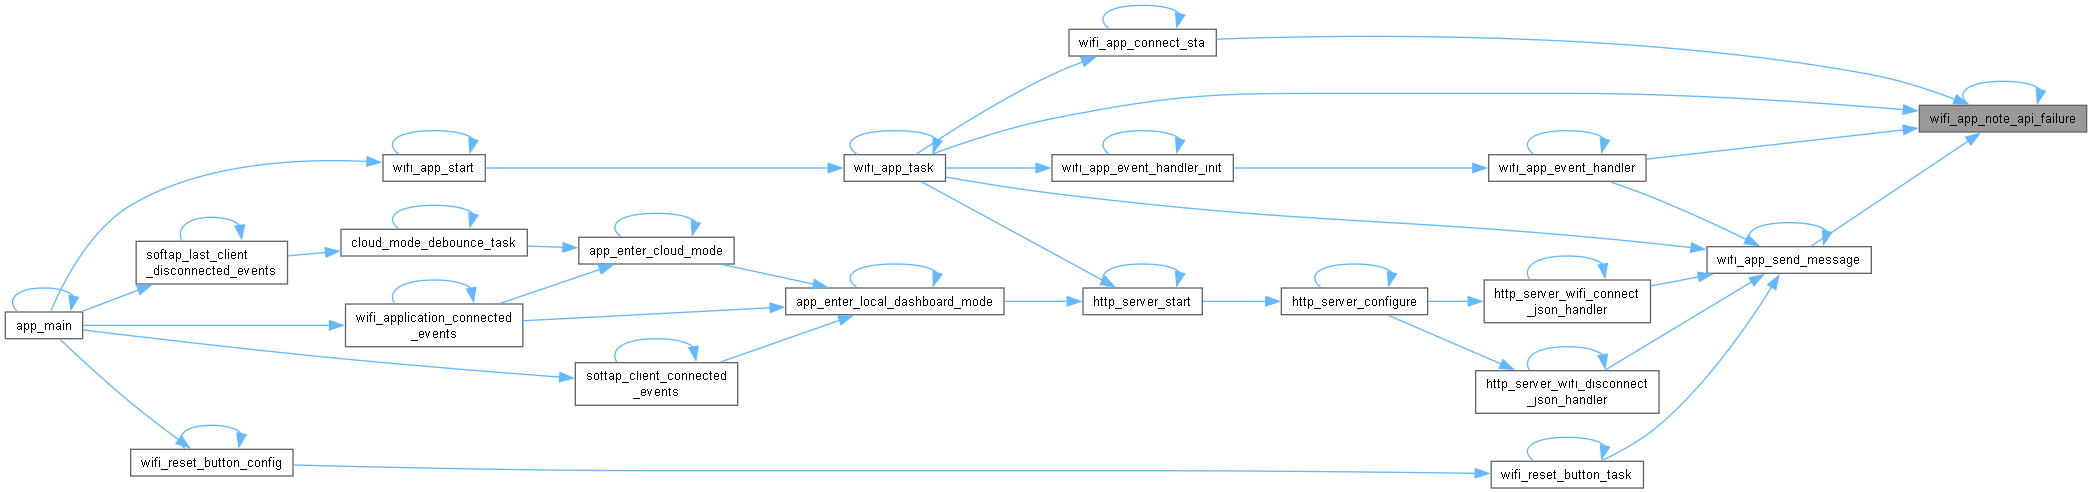 wifi_app_connect_sta
wifi_app_note_api_failure
wifi_app_start
wifi_app_task
wifi_app_event_handler_init
wifi_app_event_handler
softap_last_client
_disconnected_events
cloud_mode_debounce_task
app_enter_cloud_mode
wifi_app_send_message
app_main
wifi_application_connected
_events
app_enter_local_dashboard_mode
http_server_start
http_server_configure
http_server_wifi_connect
_json_handler
softap_client_connected
_events
http_server_wifi_disconnect
_json_handler
wifi_reset_button_config
wifi_reset_button_task